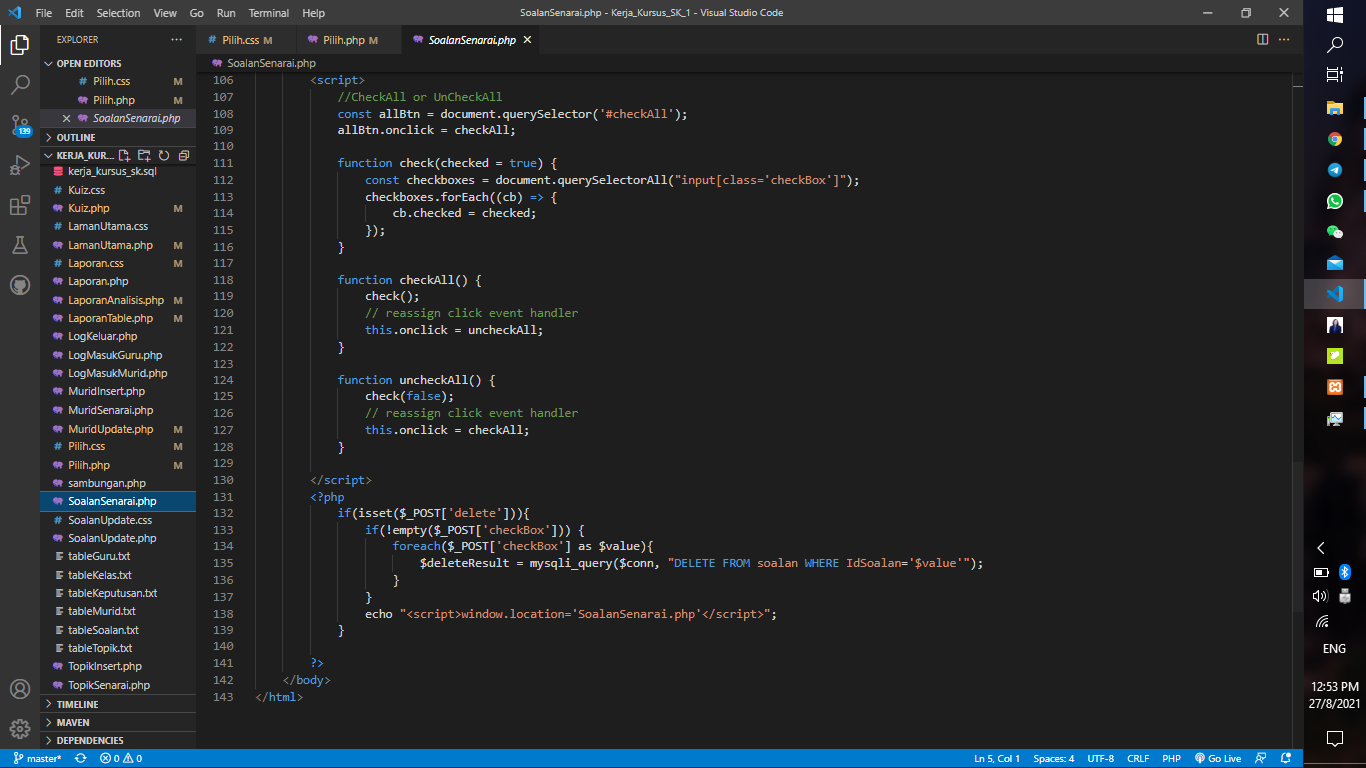 File Edit Selection View Go Run Terminal Help
SoalanSenarai.php - Kerja_Kursus_SK_1 - Visual Studio Code
EXPLORER
OPEN EDITORS
Pilih.css M
Pilih.php M
SoalanSenarai.php
OUTLINE
KERJA_KUR...
kerja_kursus_sk.sql
Kuiz.css
Kuiz.php M
LamanUtama.css
LamanUtama.php M
Laporan.css M
Laporan.php
LaporanAnalisis.php M
LaporanTable.php M
LogKeluar.php
LogMasukGuru.php
LogMasukMurid.php
MuridInsert.php
MuridSenarai.php
MuridUpdate.php M
Pilih.css M
Pilih.php M
sambungan.php
SoalanSenarai.php
SoalanUpdate.css
SoalanUpdate.php
tableGuru.txt
tableKelas.txt
tableKeputusan.txt
tableMurid.txt
tableSoalan.txt
tableTopik.txt
TopikInsert.php
TopikSenarai.php
TIMELINE
MAVEN
DEPENDENCIES
139
Pilih.css M
Pilih.php M
SoalanSenarai.php
SoalanSenarai.php
106 <script>
107 //CheckAll or UnCheckAll
108 const allBtn = document.querySelector('#checkAll');
109 allBtn.onclick = checkAll;
110
111 function check(checked = true) {
112 const checkboxes = document.querySelectorAll("input[class='checkBox']");
113 checkboxes.forEach((cb) => {
114 cb.checked = checked;
115 });
116 }
117
118 function checkAll() {
119 check();
120 // reassign click event handler
121 this.onclick = uncheckAll;
122 }
123
124 function uncheckAll() {
125 check(false);
126 // reassign click event handler
127 this.onclick = checkAll;
128 }
129
130 </script>
131 <?php
132 if(isset($_POST['delete'])){
133 if(!empty($_POST['checkBox'])) {
134 foreach($_POST['checkBox'] as $value){
135 $deleteResult = mysqli_query($conn, "DELETE FROM soalan WHERE IdSoalan='$value'");
136 }
137 }
138 echo "<script>window.location='SoalanSenarai.php'</script>";
139 }
140
141 ?>
142 </body>
143 </html>
master* 0 0
Ln 5, Col 1 Spaces: 4 UTF-8 CRLF PHP Go Live
ENG
12:53 PM
27/8/2021